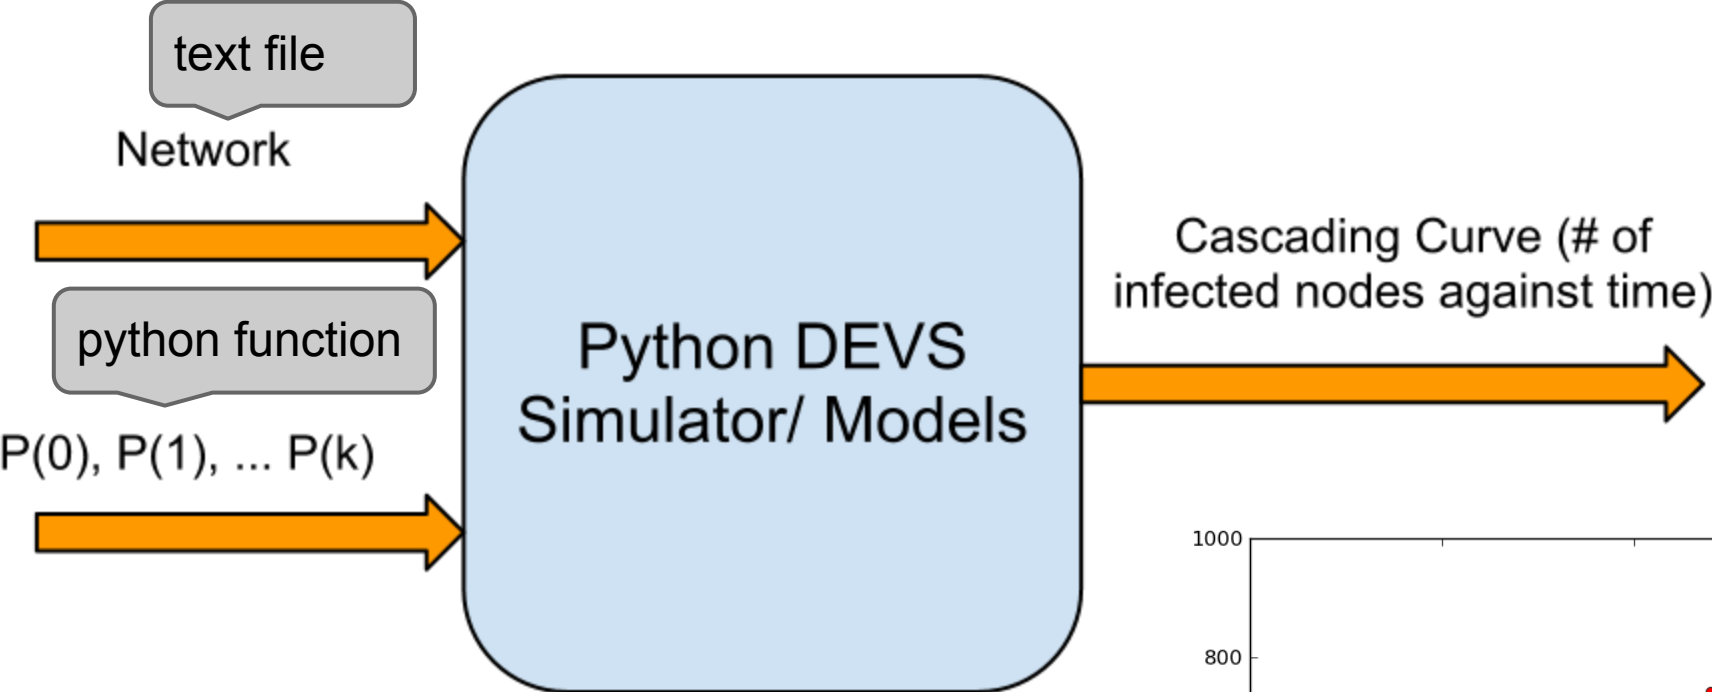 text file
Network
python function
P(0), P(1), ... P(k)
Python DEVS
Simulator/ Models
Cascading Curve (# of
infected nodes against time)
1000
800